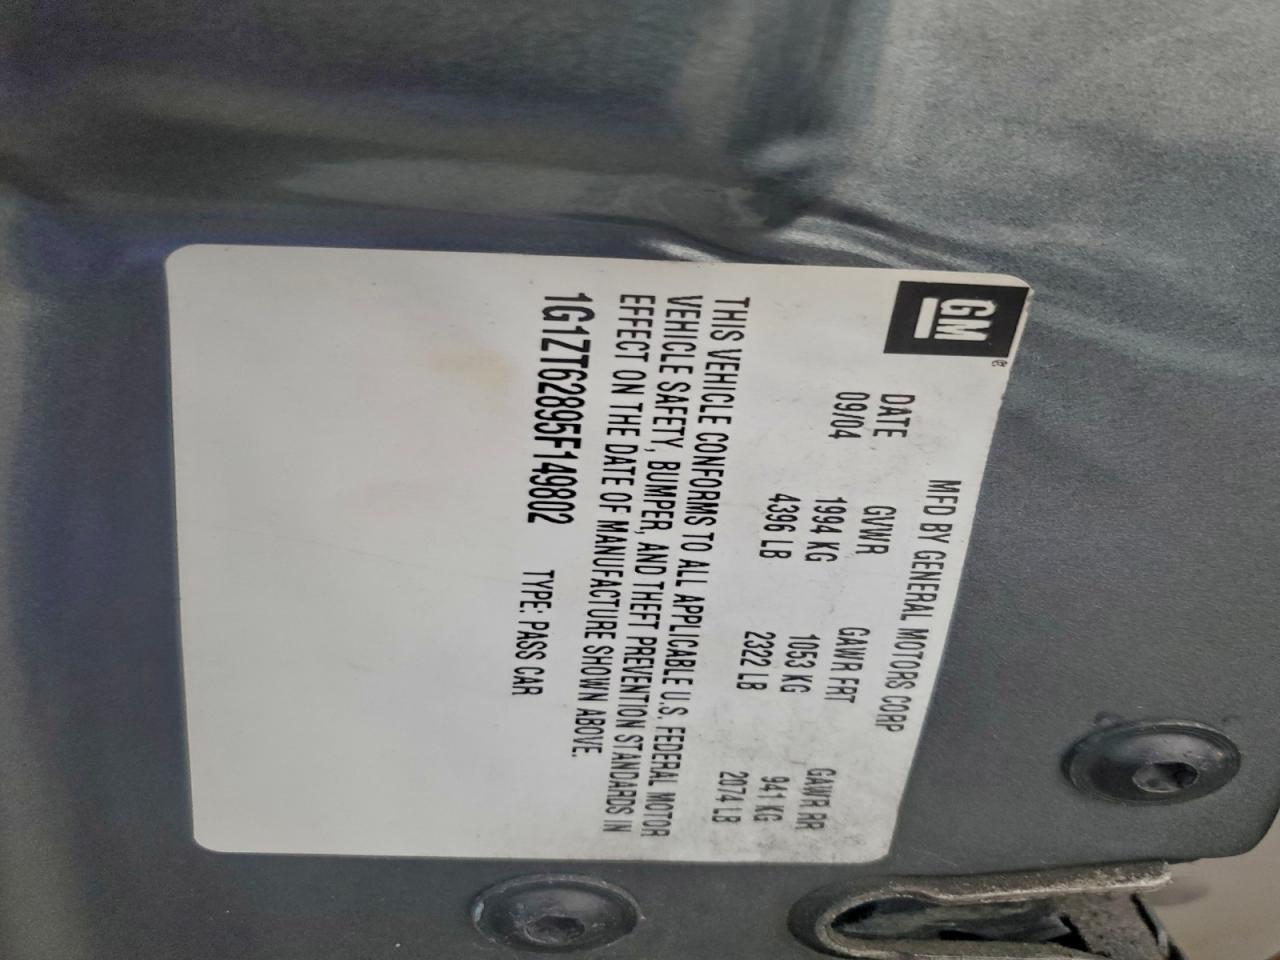 GM ®
MFD BY GENERAL MOTORS CORP
DATE GVWR GAWR FRT GAWR RR
09/04 1994 KG 1053 KG 941 KG
4396 LB 2322 LB 2074 LB
THIS VEHICLE CONFORMS TO ALL APPLICABLE U.S. FEDERAL MOTOR
VEHICLE SAFETY, BUMPER, AND THEFT PREVENTION STANDARDS IN
EFFECT ON THE DATE OF MANUFACTURE SHOWN ABOVE.
1G1ZT62895F149802 TYPE: PASS CAR